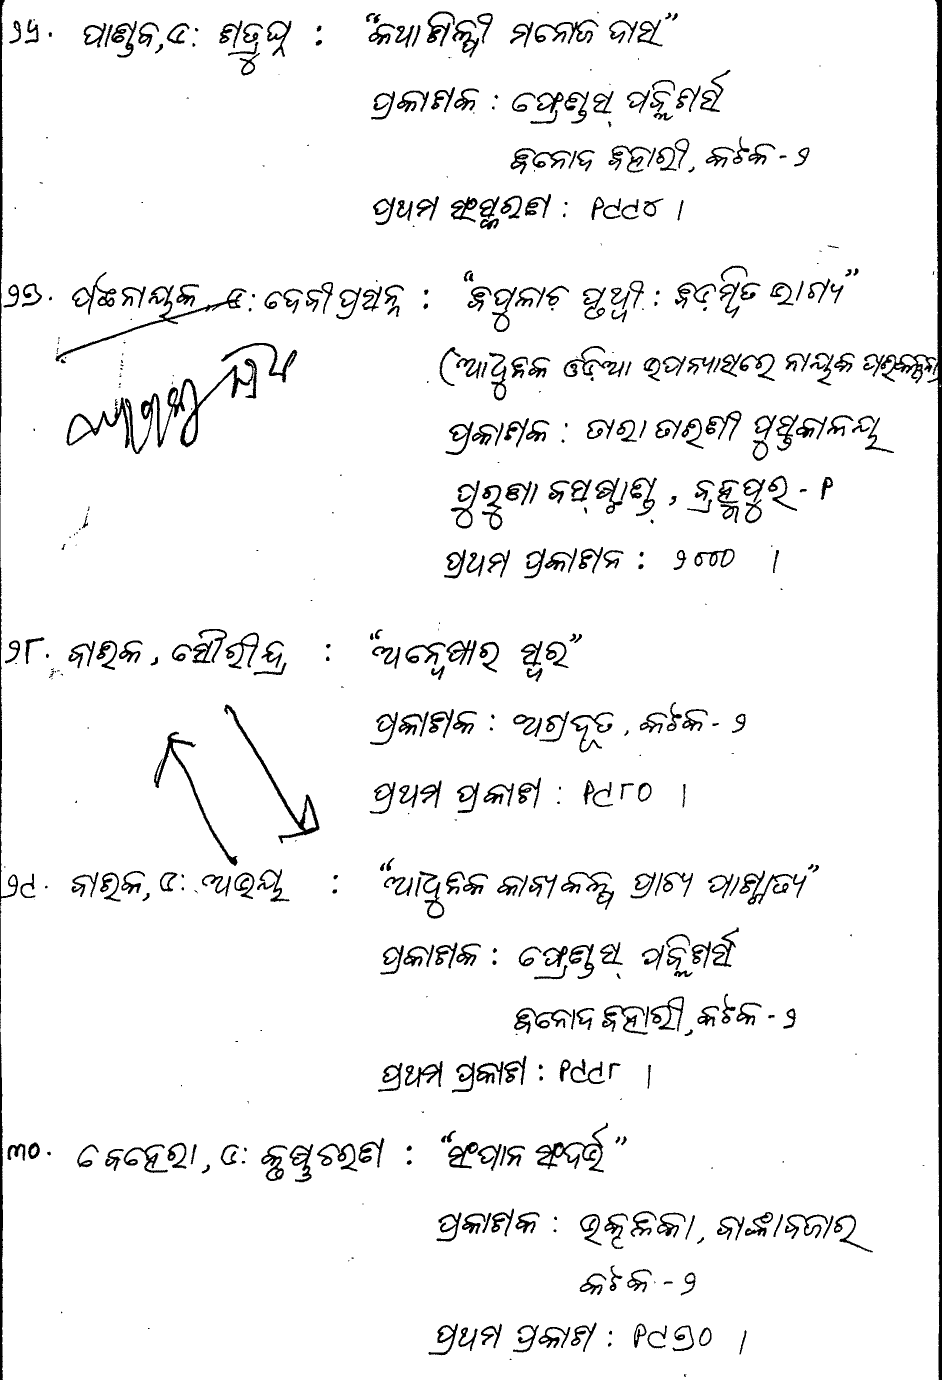 ୨୬. ପାଣ୍ଡବ, ଡ: ଶତ୍ରୁଘ୍ନ : “କଥାଶିଳ୍ପୀ ମନୋଜ ଦାସ”
ପ୍ରକାଶକ : ଫ୍ରେଣ୍ଡସ୍ ପବ୍ଲିଶର୍ସ
ବିନୋଦ ବିହାରୀ, କଟକ - ୨
ପ୍ରଥମ ସଂସ୍କରଣ : ୧୯୯୪ ।
୨୭. ପଟ୍ଟନାୟକ, ଡ: ଦେବୀପ୍ରସନ୍ନ : “ବିପୁଳାଚ ପୃଥ୍ୱୀ : ବିଡ଼ମ୍ବିତ ଭାଗ୍ୟ”
(ଆଧୁନିକ ଓଡ଼ିଆ ଉପନ୍ୟାସରେ ନାୟକ ପରିକଳ୍ପନା)
ପ୍ରକାଶକ : ତାରା ତାରିଣୀ ପୁସ୍ତକାଳୟ
ପୁରୁଣା ବସ୍‌ଷ୍ଟାଣ୍ଡ, ବ୍ରହ୍ମପୁର - ୧
ପ୍ରଥମ ପ୍ରକାଶନ : ୨୦୦୦ ।
୨୮. ବାରିକ, ସୌରୀନ୍ଦ୍ର : “ଅନ୍ୱେଷାର ସ୍ୱର”
ପ୍ରକାଶକ : ଅଗ୍ରଦୂତ, କଟକ - ୨
ପ୍ରଥମ ପ୍ରକାଶ : ୧୯୮୦ ।
୨୯. ବାରିକ, ଡ: ଅଭୟ : “ଆଧୁନିକ କାବ୍ୟକଳ୍ପ ପ୍ରାଚ୍ୟ ପାଶ୍ଚାତ୍ୟ”
ପ୍ରକାଶକ : ଫ୍ରେଣ୍ଡସ୍ ପବ୍ଲିଶର୍ସ
ବିନୋଦ ବିହାରୀ, କଟକ - ୨
ପ୍ରଥମ ପ୍ରକାଶ : ୧୯୯୮ ।
୩୦. ବେହେରା, ଡ: କୃଷ୍ଣଚରଣ : “ସଂଧାନ ସଂଦର୍ଭ”
ପ୍ରକାଶକ : ଉତ୍କଳିକା, ବାଙ୍କାବଜାର
କଟକ - ୨
ପ୍ରଥମ ପ୍ରକାଶ : ୧୯୭୦ ।